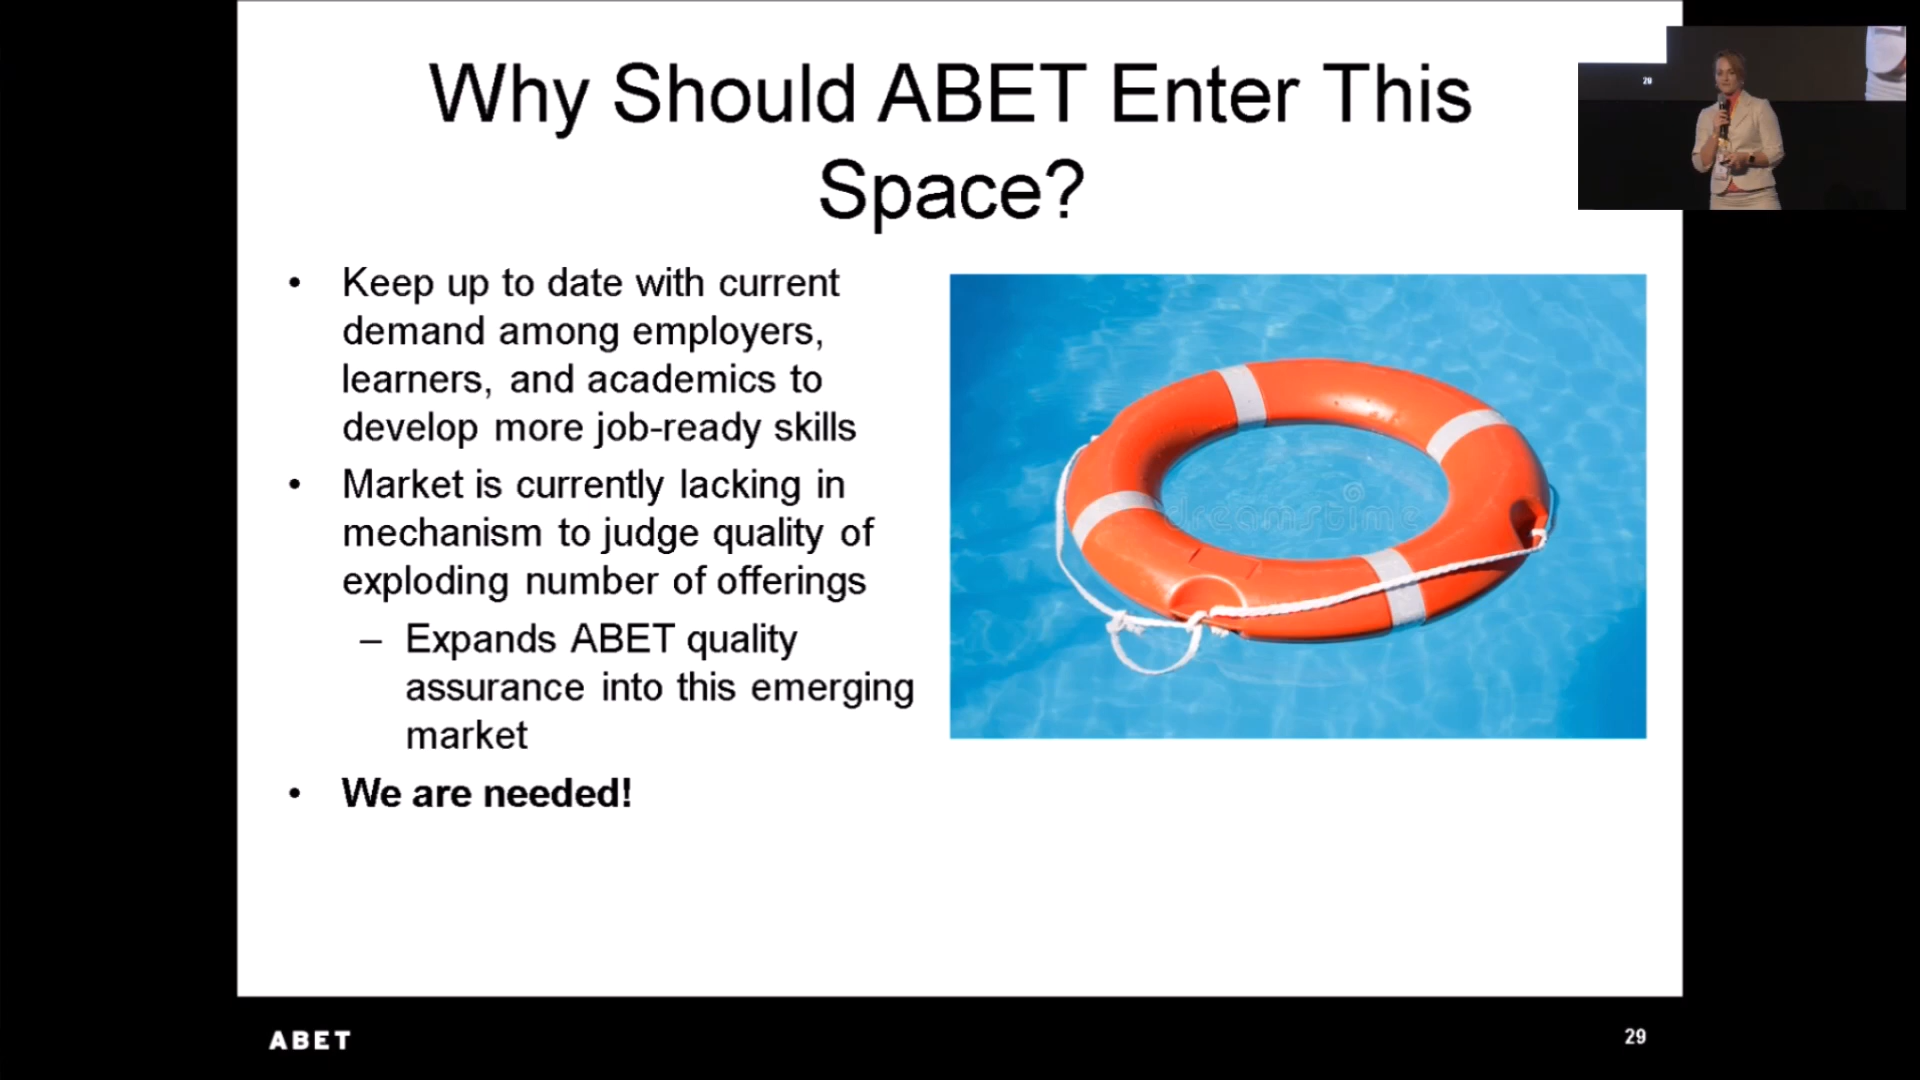 Why Should ABET Enter This
Space?
• Keep up to date with current
demand among employers,
learners, and academics to
develop more job-ready skills
• Market is currently lacking in
mechanism to judge quality of
exploding number of offerings
– Expands ABET quality
assurance into this emerging
market
• We are needed!
dreamstime
ABET
29
29